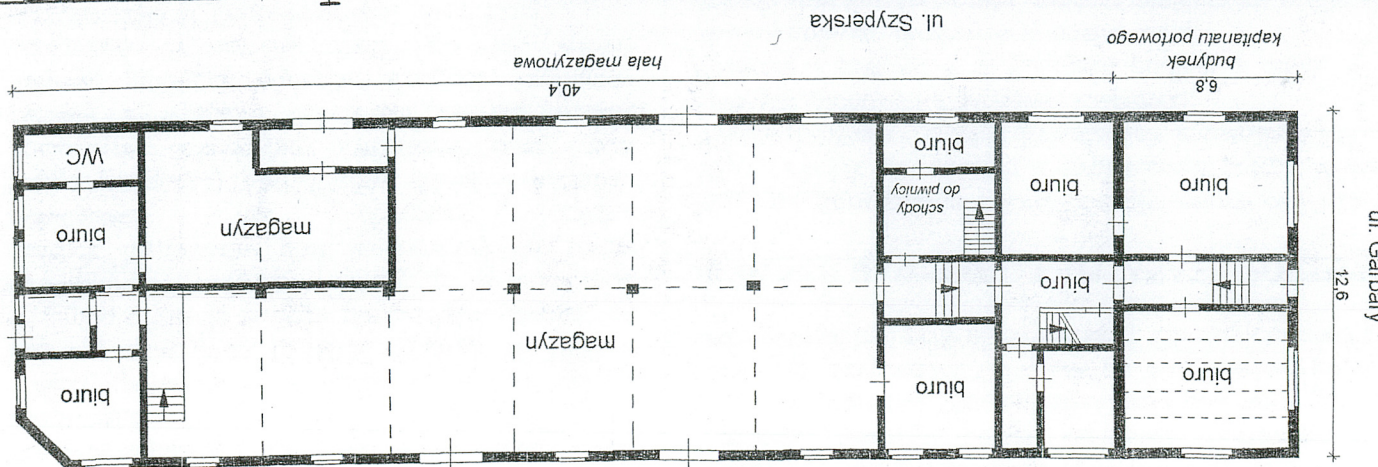 ul. Garbary
12,6
biuro
biuro
biuro
magazyn
biuro
biuro
biuro
schody
do piwnicy
biuro
magazyn
biuro
WC
6,8
40,4
budynek
kapitanatu portowego
hala magazynowa
ul. Szyperska